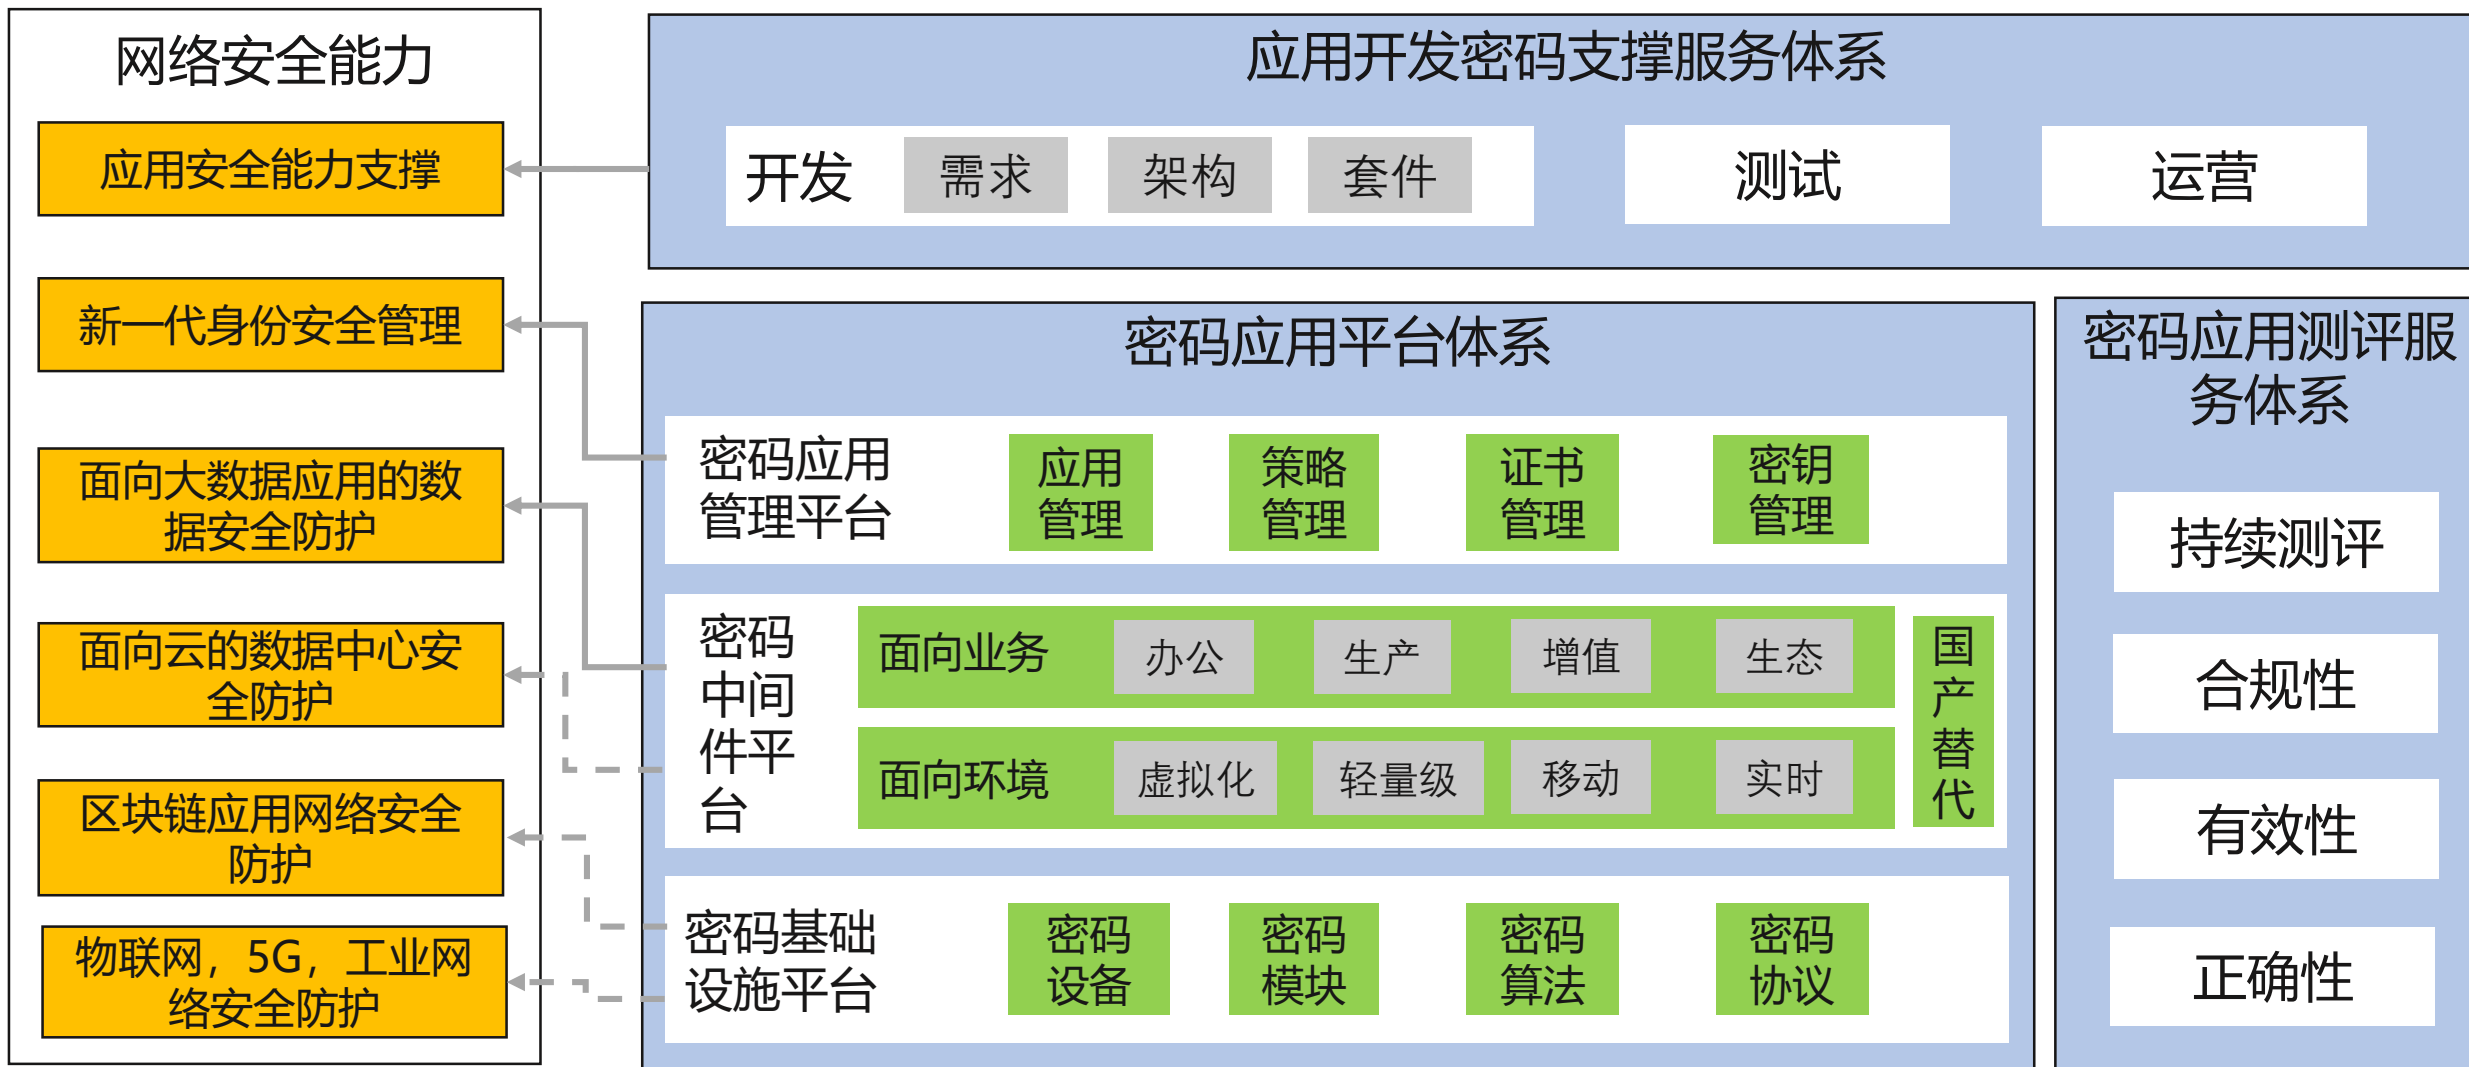 网络安全能力
应用安全能力支撑
新一代身份安全管理
面向大数据应用的数
据安全防护
面向云的数据中心安
全防护
区块链应用网络安全
防护
物联网，5G，工业网
络安全防护
应用开发密码支撑服务体系
开发
需求
架构
套件
测试
运营
密码应用平台体系
密码应用
管理平台
应用
管理
策略
管理
证书
管理
密钥
管理
密码
中间
件平
台
面向业务
办公
生产
增值
生态
面向环境
虚拟化
轻量级
移动
实时
国
产
替
代
密码基础
设施平台
密码
设备
密码
模块
密码
算法
密码
协议
密码应用测评服
务体系
持续测评
合规性
有效性
正确性